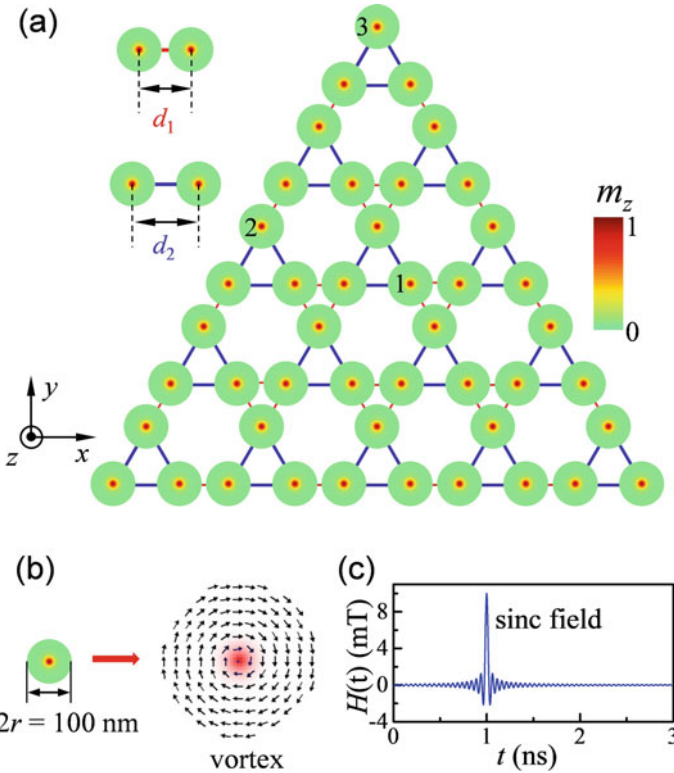 (a)
d₁
d₂
3
2
1
m_z
1
0
y
z
x
(b)
2r = 100 nm
vortex
(c)
H(t) (mT)
8
4
0
-4
sinc field
0 1 2 3
t (ns)